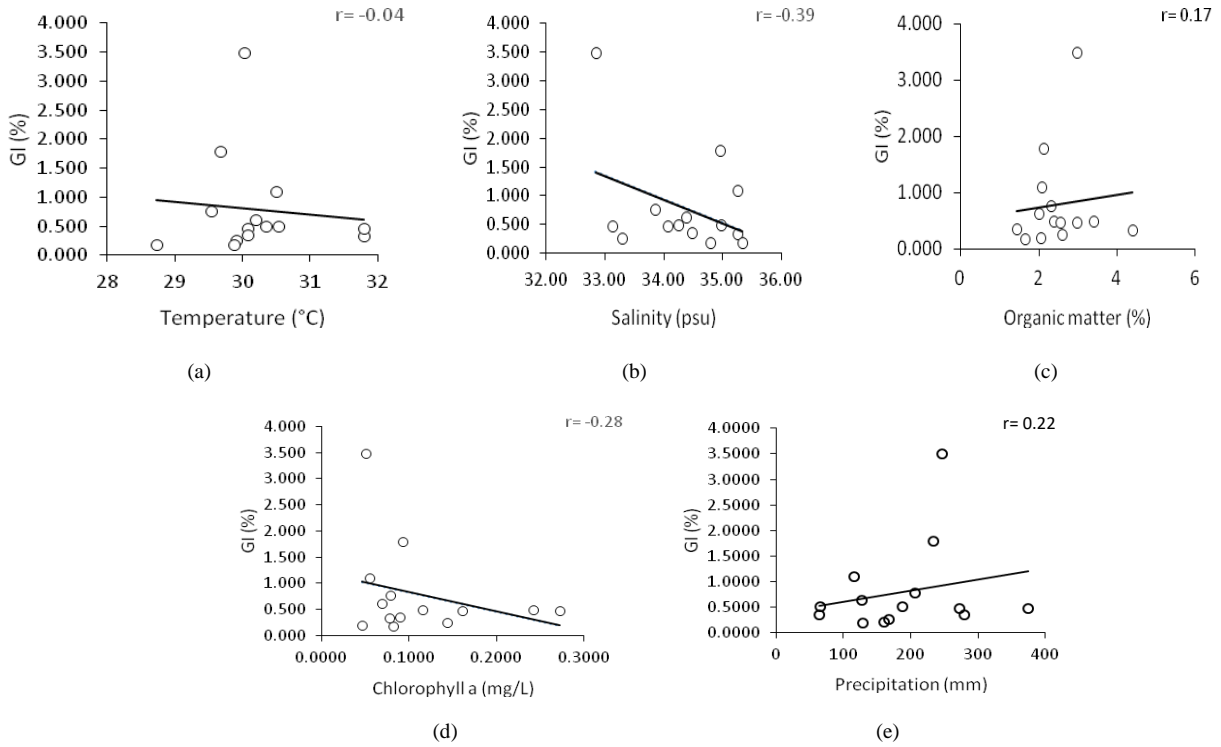 r= -0.04
4.000
3.500
3.000
2.500
2.000
1.500
1.000
0.500
0.000
GI (%)
28 29 30 31 32
Temperature (°C)
(a)
r= -0.39
4.000
3.500
3.000
2.500
2.000
1.500
1.000
0.500
0.000
GI (%)
32.00 33.00 34.00 35.00 36.00
Salinity (psu)
(b)
r= 0.17
4.000
3.000
2.000
1.000
0.000
GI (%)
0 2 4 6
Organic matter (%)
(c)
r= -0.28
4.000
3.500
3.000
2.500
2.000
1.500
1.000
0.500
0.000
GI (%)
0.0000 0.1000 0.2000 0.3000
Chlorophyll a (mg/L)
(d)
r= 0.22
4.0000
3.5000
3.0000
2.5000
2.0000
1.5000
1.0000
0.5000
0.0000
GI (%)
0 100 200 300 400
Precipitation (mm)
(e)